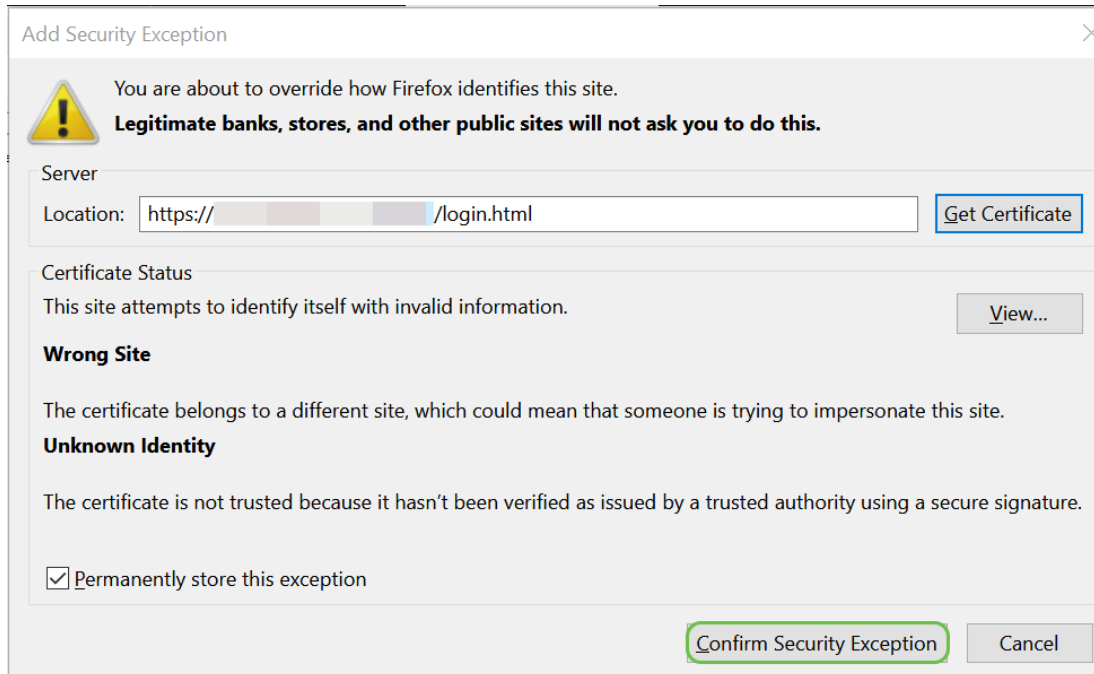 Add Security Exception
You are about to override how Firefox identifies this site.
Legitimate banks, stores, and other public sites will not ask you to do this.
Server
Location: https:// /login.html Get Certificate
Certificate Status
This site attempts to identify itself with invalid information.
View...
Wrong Site
The certificate belongs to a different site, which could mean that someone is trying to impersonate this site.
Unknown Identity
The certificate is not trusted because it hasn't been verified as issued by a trusted authority using a secure signature.
Permanently store this exception
Confirm Security Exception Cancel